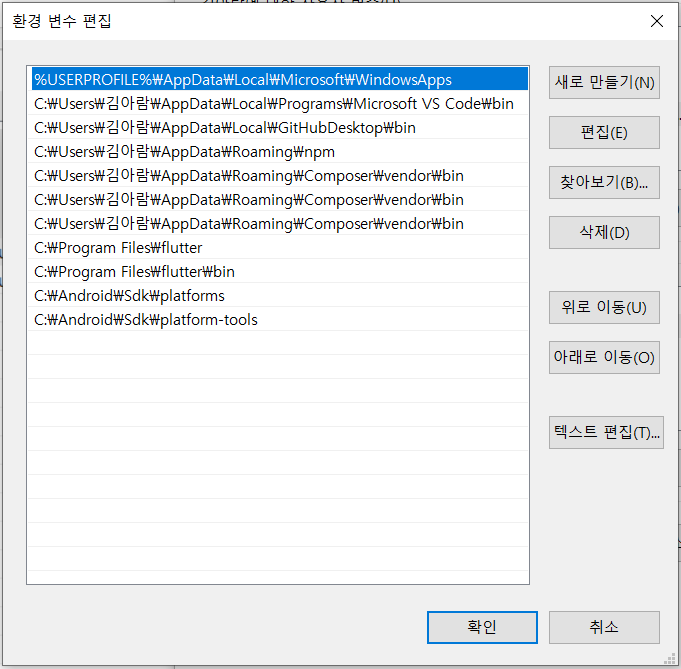 환경 변수 편집
%USERPROFILE%₩AppData₩Local₩Microsoft₩WindowsApps
C:₩Users₩김아람₩AppData₩Local₩Programs₩Microsoft VS Code₩bin
C:₩Users₩김아람₩AppData₩Local₩GitHubDesktop₩bin
C:₩Users₩김아람₩AppData₩Roaming₩npm
C:₩Users₩김아람₩AppData₩Roaming₩Composer₩vendor₩bin
C:₩Users₩김아람₩AppData₩Roaming₩Composer₩vendor₩bin
C:₩Users₩김아람₩AppData₩Roaming₩Composer₩vendor₩bin
C:₩Program Files₩flutter
C:₩Program Files₩flutter₩bin
C:₩Android₩Sdk₩platforms
C:₩Android₩Sdk₩platform-tools
새로 만들기(N)
편집(E)
찾아보기(B)...
삭제(D)
위로 이동(U)
아래로 이동(O)
텍스트 편집(T)...
확인
취소